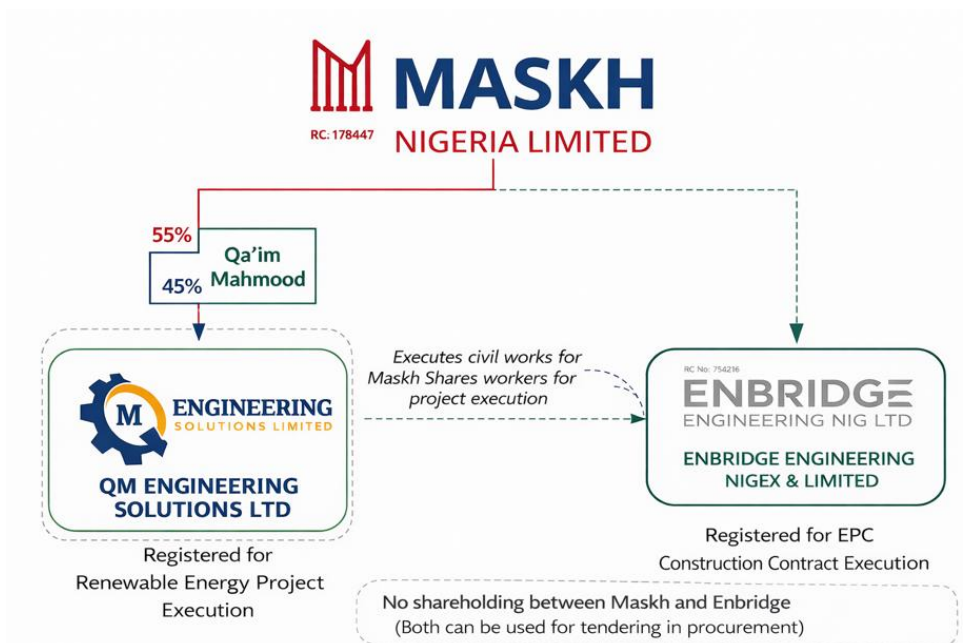 MASKH
RC: 178447
NIGERIA LIMITED
55%
Qa'im
Mahmood
45%
Executes civil works for
Maskh Shares workers for
project execution
M
ENGINEERING
SOLUTIONS LIMITED
QM ENGINEERING
SOLUTIONS LTD
RC No: 754216
ENBRIDGE
ENGINEERING NIG LTD
ENBRIDGE ENGINEERING
NIGEX & LIMITED
Registered for
Renewable Energy Project
Execution
Registered for EPC
Construction Contract Execution
No shareholding between Maskh and Enbridge
(Both can be used for tendering in procurement)